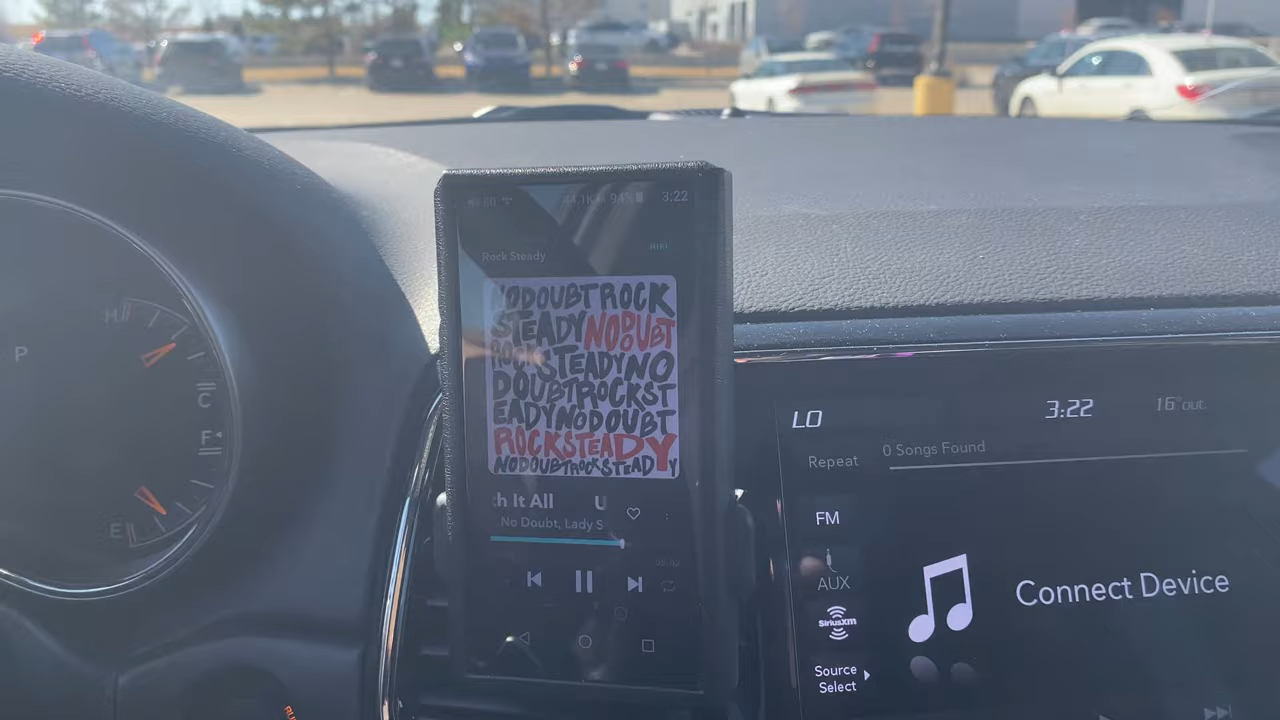 P
H
C
F
E
3:22
Rock Steady
NODOUBTROCK
STEADYNODOUBT
ROCKSTEADYNO
DOUBTROCKST
EADYNODOUBT
ROCKSTEADY
NODOUBTROCKSTEADY
:h It All U
No Doubt, Lady S
LO 3:22 16° out.
0 Songs Found
Repeat
FM
AUX
SiriusXM
Connect Device
Source
Select